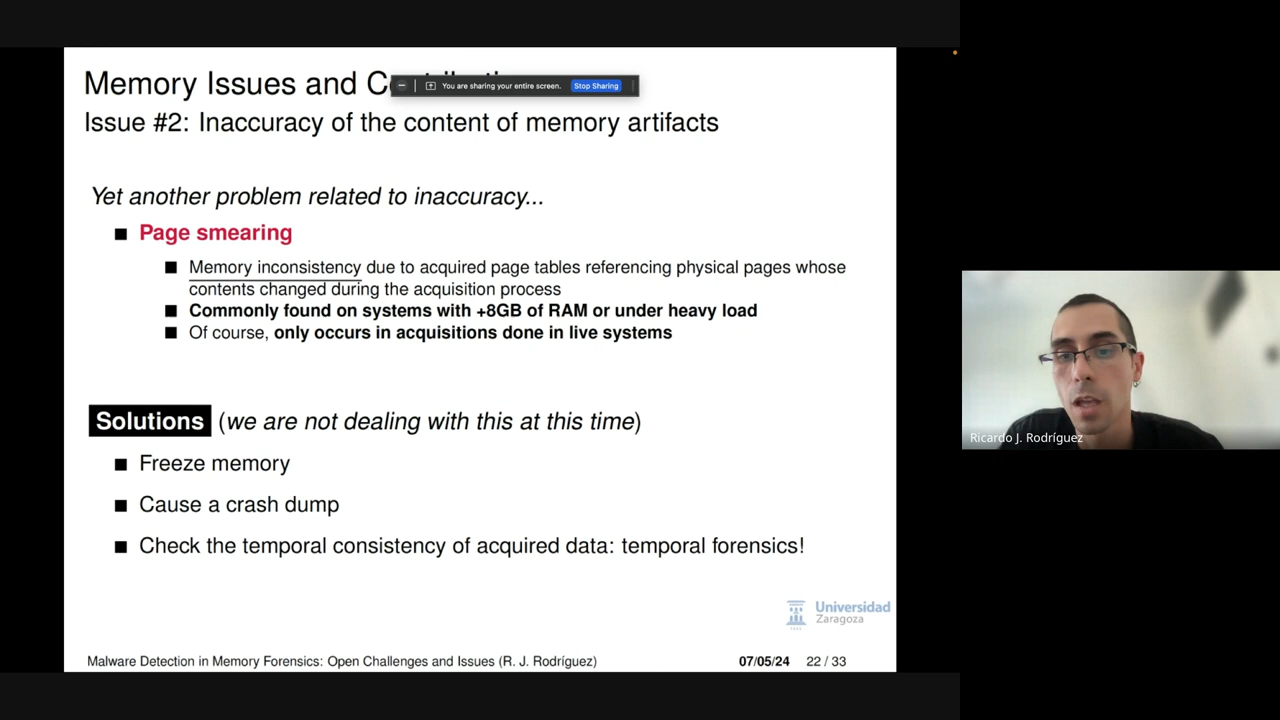 Memory Issues and C
You are sharing your entire screen.
Stop Sharing
Issue #2: Inaccuracy of the content of memory artifacts
Yet another problem related to inaccuracy...
Page smearing
Memory inconsistency due to acquired page tables referencing physical pages whose
contents changed during the acquisition process
Commonly found on systems with +8GB of RAM or under heavy load
Of course, only occurs in acquisitions done in live systems
Solutions (we are not dealing with this at this time)
Freeze memory
Cause a crash dump
Check the temporal consistency of acquired data: temporal forensics!
Universidad
Zaragoza
Malware Detection in Memory Forensics: Open Challenges and Issues (R. J. Rodríguez)
07/05/24 22 / 33
Ricardo J. Rodríguez